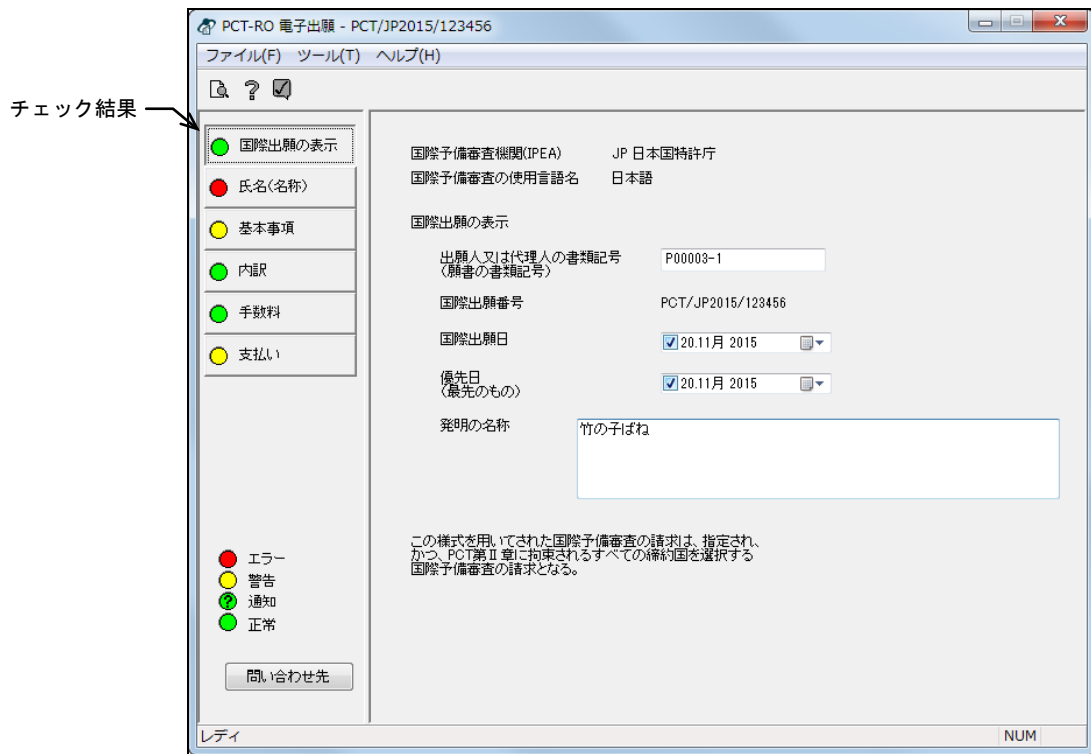 PCT-RO 電子出願 - PCT/JP2015/123456
ファイル(F) ツール(T) ヘルプ(H)
チェック結果
国際出願の表示
氏名(名称)
基本事項
内訳
手数料
支払い
エラー
警告
通知
正常
問い合わせ先
国際予備審査機関(IPEA) JP 日本国特許庁
国際予備審査の使用言語名 日本語
国際出願の表示
出願人又は代理人の書類記号 P00003-1
(願書の書類記号)
国際出願番号 PCT/JP2015/123456
国際出願日 20.11月 2015
優先日 20.11月 2015
(最先のもの)
発明の名称 竹の子ばね
この様式を用いてされた国際予備審査の請求は、指定され、
かつ、PCT第Ⅱ章に拘束されるすべての締約国を選択する
国際予備審査の請求となる。
レディ NUM